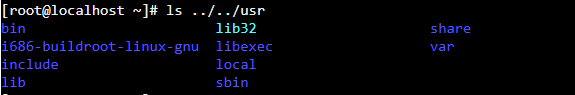 [root@localhost ~]# ls ../../usr
bin lib32 share
i686-buildroot-linux-gnu libexec var
include local
lib sbin